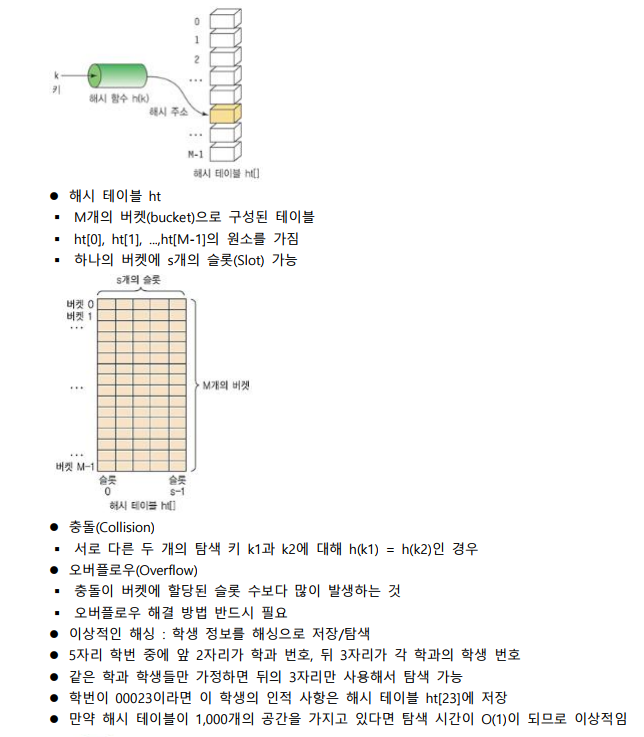 0
1
2
...
...
M-1
k
키
해시 함수 h(k)
해시 주소
해시 테이블 ht[]
● 해시 테이블 ht
▪ M개의 버켓(bucket)으로 구성된 테이블
▪ ht[0], ht[1], ...,ht[M-1]의 원소를 가짐
▪ 하나의 버켓에 s개의 슬롯(Slot) 가능
s개의 슬롯
버켓 0
버켓 1
...
...
M개의 버켓
...
버켓 M-1
슬롯 슬롯
0 s-1
해시 테이블 ht[]
● 충돌(Collision)
▪ 서로 다른 두 개의 탐색 키 k1과 k2에 대해 h(k1) = h(k2)인 경우
● 오버플로우(Overflow)
▪ 충돌이 버켓에 할당된 슬롯 수보다 많이 발생하는 것
▪ 오버플로우 해결 방법 반드시 필요
● 이상적인 해싱 : 학생 정보를 해싱으로 저장/탐색
● 5자리 학번 중에 앞 2자리가 학과 번호, 뒤 3자리가 각 학과의 학생 번호
● 같은 학과 학생들만 가정하면 뒤의 3자리만 사용해서 탐색 가능
● 학번이 00023이라면 이 학생의 인적 사항은 해시 테이블 ht[23]에 저장
● 만약 해시 테이블이 1,000개의 공간을 가지고 있다면 탐색 시간이 O(1)이 되므로 이상적임